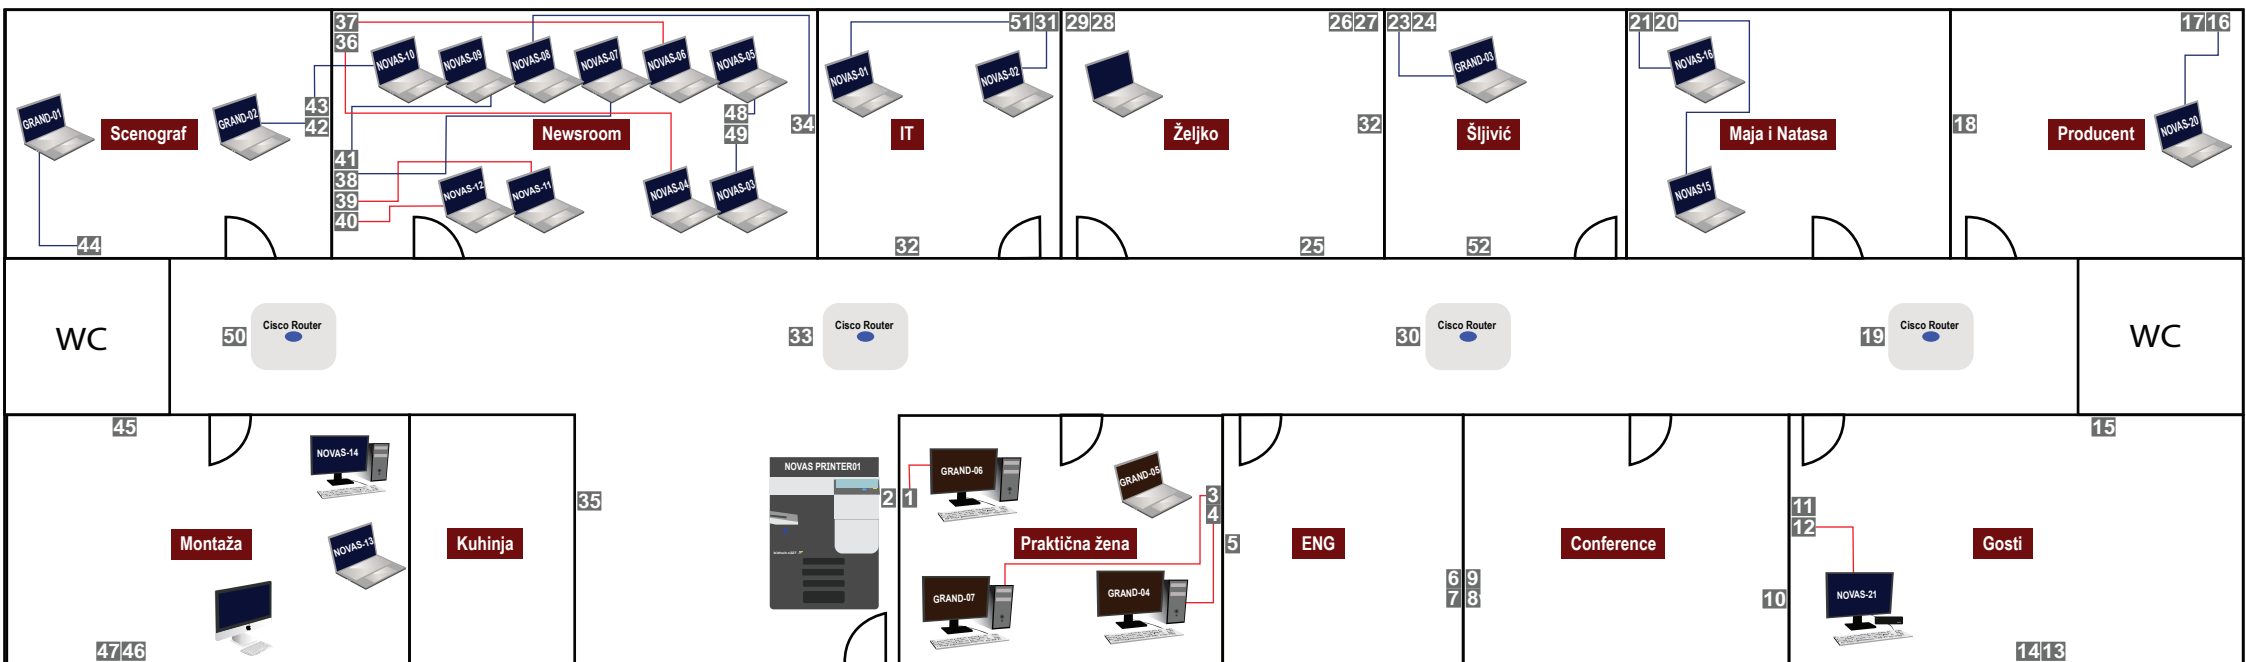 37
36
51 31
29 28
26 27
23 24
21 20
17 16
NOVAS-10
NOVAS-09
NOVAS-08
NOVAS-07
NOVAS-06
NOVAS-05
NOVAS-01
NOVAS-02
GRAND-03
NOVAS-16
GRAND-01
GRAND-02
43
42
48
49
34
32
18
NOVAS-20
Scenograf
Newsroom
IT
Željko
Šljivić
Maja i Natasa
Producent
41
38
39
40
NOVAS-12
NOVAS-11
NOVAS-04
NOVAS-03
NOVAS15
44
32
25
52
WC
50
Cisco Router
33
Cisco Router
30
Cisco Router
19
Cisco Router
WC
45
15
NOVAS-14
NOVAS PRINTER01
GRAND-06
GRAND-05
35
2
1
3
4
11
12
Montaža
NOVAS-13
Kuhinja
Praktična žena
5
ENG
Conference
Gosti
6
7
9
8
10
GRAND-07
GRAND-04
NOVAS-21
47 46
14 13